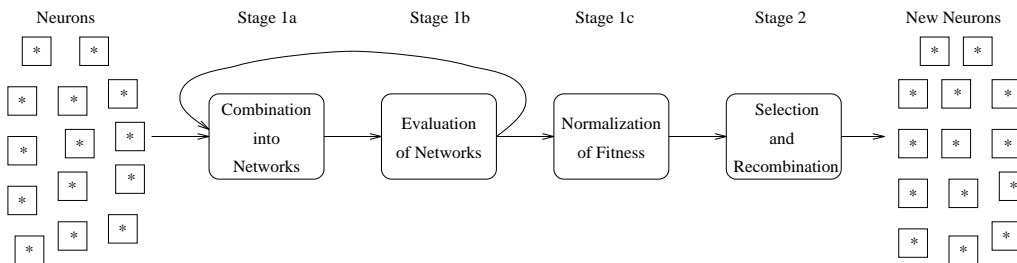 Neurons
Stage 1a
Stage 1b
Stage 1c
Stage 2
New Neurons
Combination
into
Networks
Evaluation
of Networks
Normalization
of Fitness
Selection
and
Recombination
* *
* * *
* * *
* * *
* * *
* *
* * *
* * *
* * *
* * *